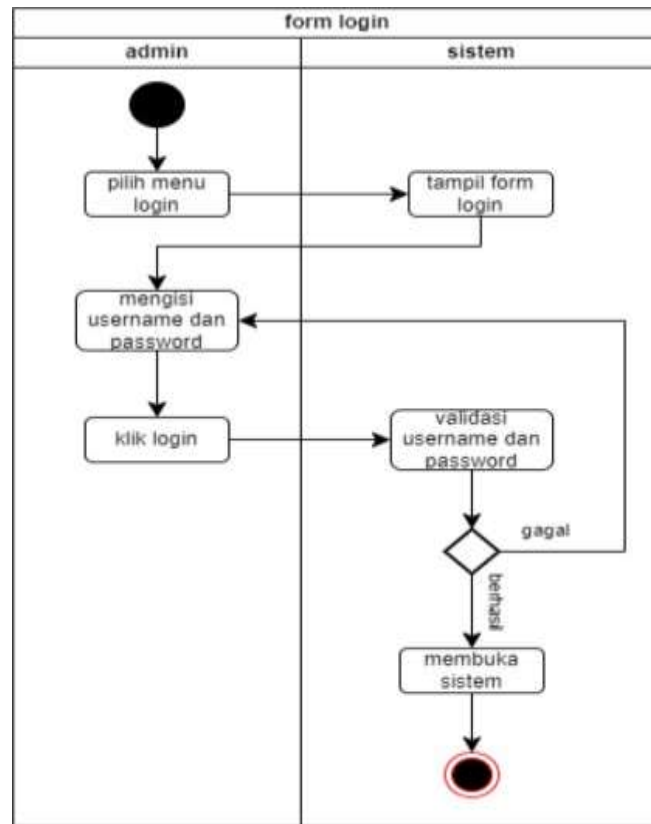 form login
admin
sistem
pilih menu
login
tampil form
login
mengisi
username dan
password
klik login
validasi
username dan
password
gagal
berhasil
membuka
sistem